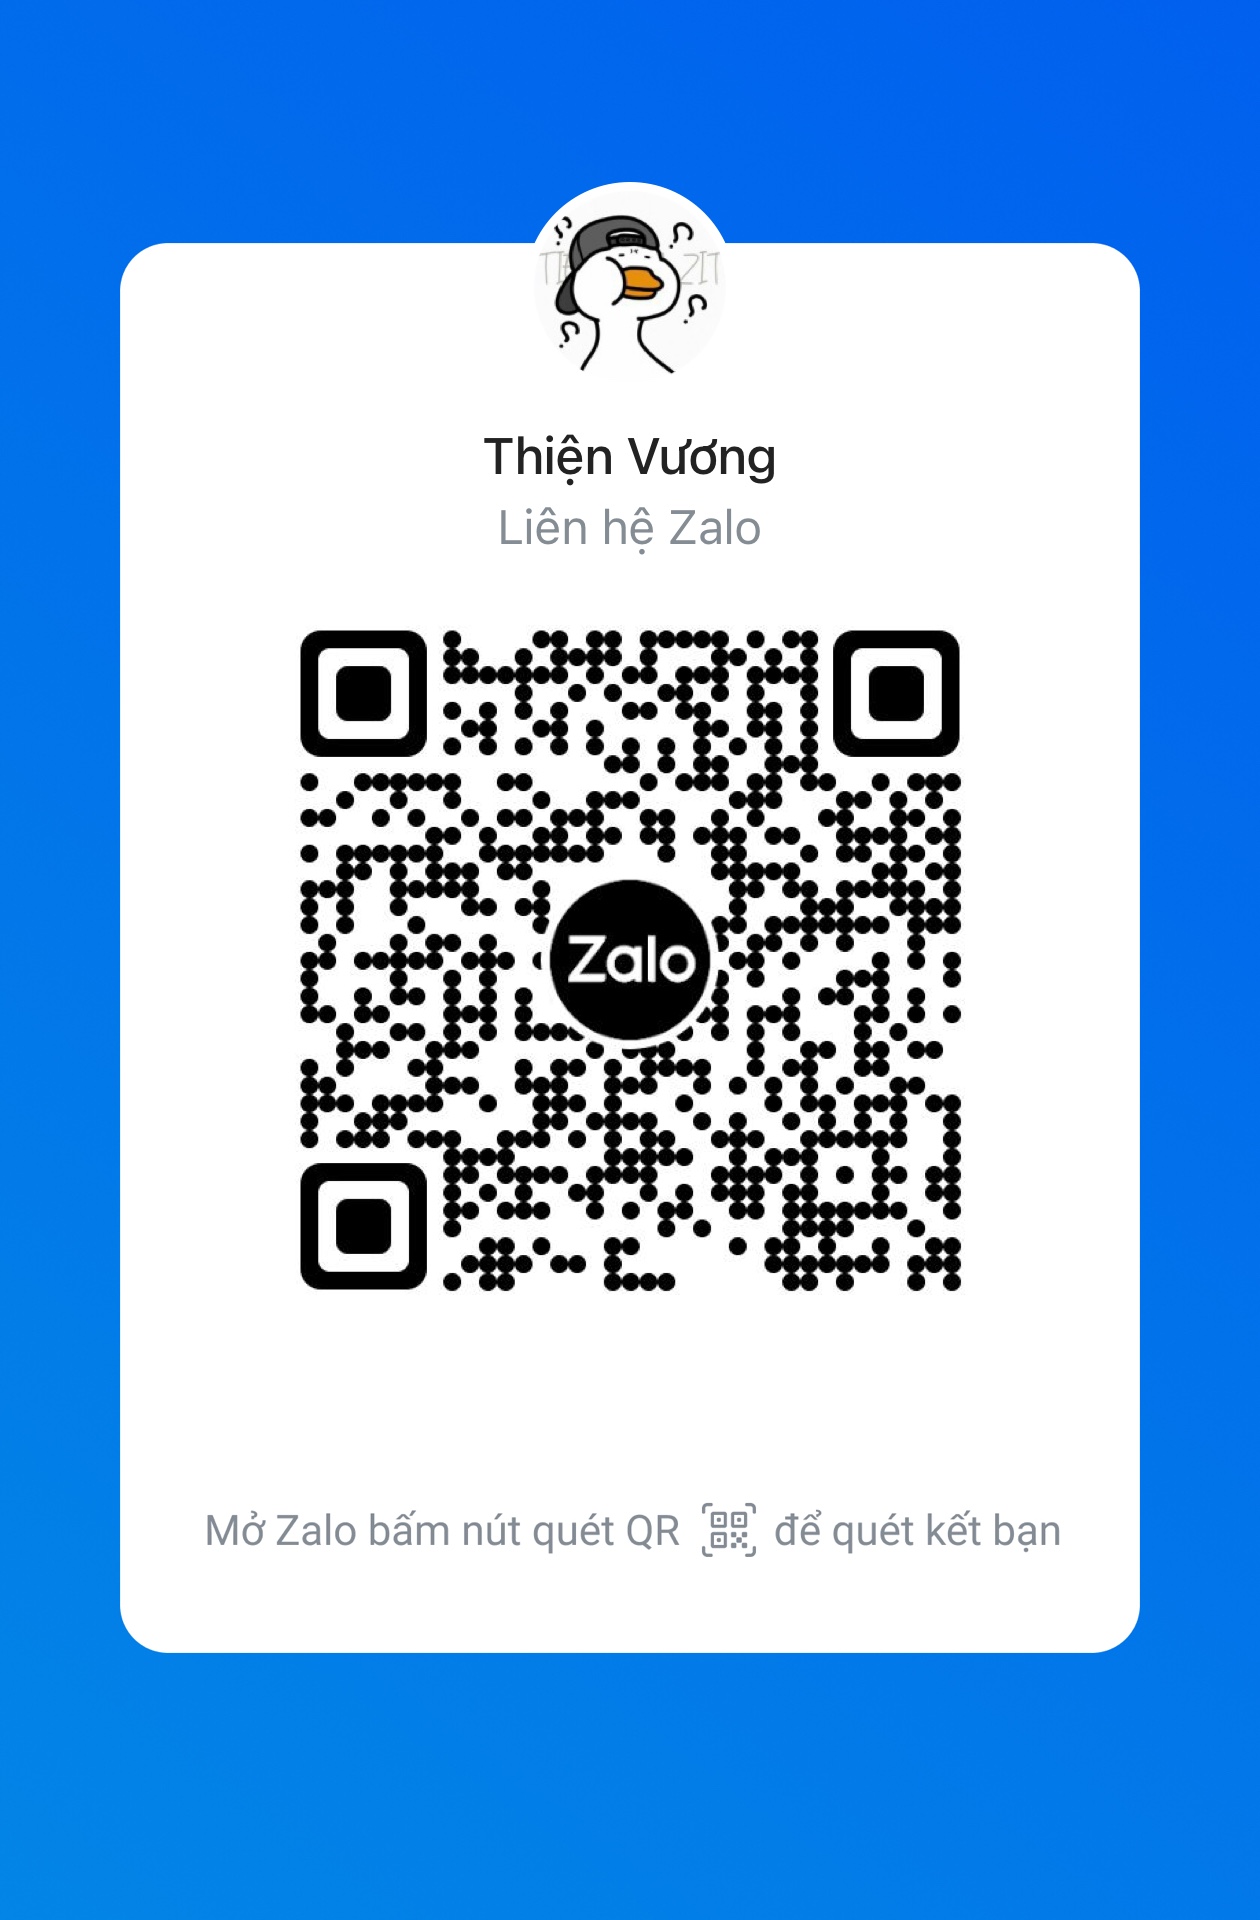 Thiện Vương
Liên hệ Zalo
Zalo
Mở Zalo bấm nút quét QR để quét kết bạn